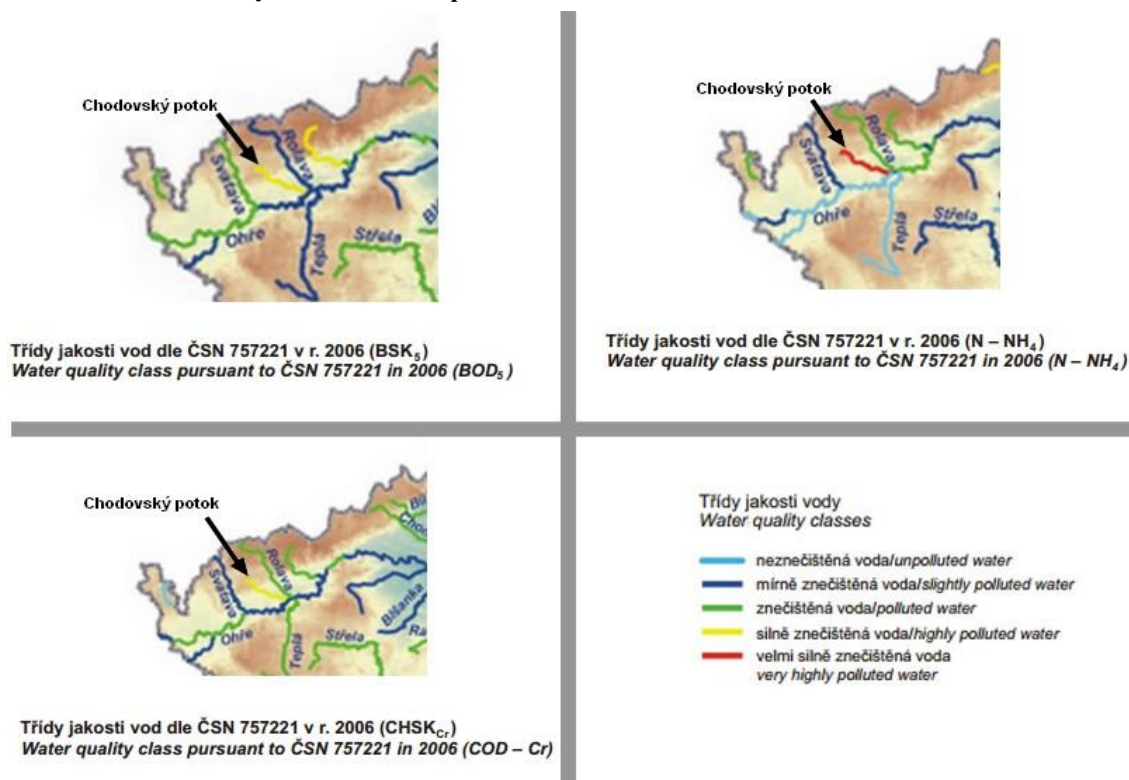 Chodovský potok
Rolava
Svatava
Ohře
Teplá
Střela
Třídy jakosti vod dle ČSN 757221 v r. 2006 (BSK5)
Water quality class pursuant to ČSN 757221 in 2006 (BOD5)
Chodovský potok
Rolava
Svatava
Ohře
Teplá
Střela
Třídy jakosti vod dle ČSN 757221 v r. 2006 (N – NH4)
Water quality class pursuant to ČSN 757221 in 2006 (N – NH4)
Chodovský potok
Rolava
Svatava
Ohře
Teplá
Střela
Blšanka
Třídy jakosti vod dle ČSN 757221 v r. 2006 (CHSKCr)
Water quality class pursuant to ČSN 757221 in 2006 (COD – Cr)
Třídy jakosti vody
Water quality classes
neznečištěná voda/unpolluted water
mírně znečištěná voda/slightly polluted water
znečištěná voda/polluted water
silně znečištěná voda/highly polluted water
velmi silně znečištěná voda
very highly polluted water